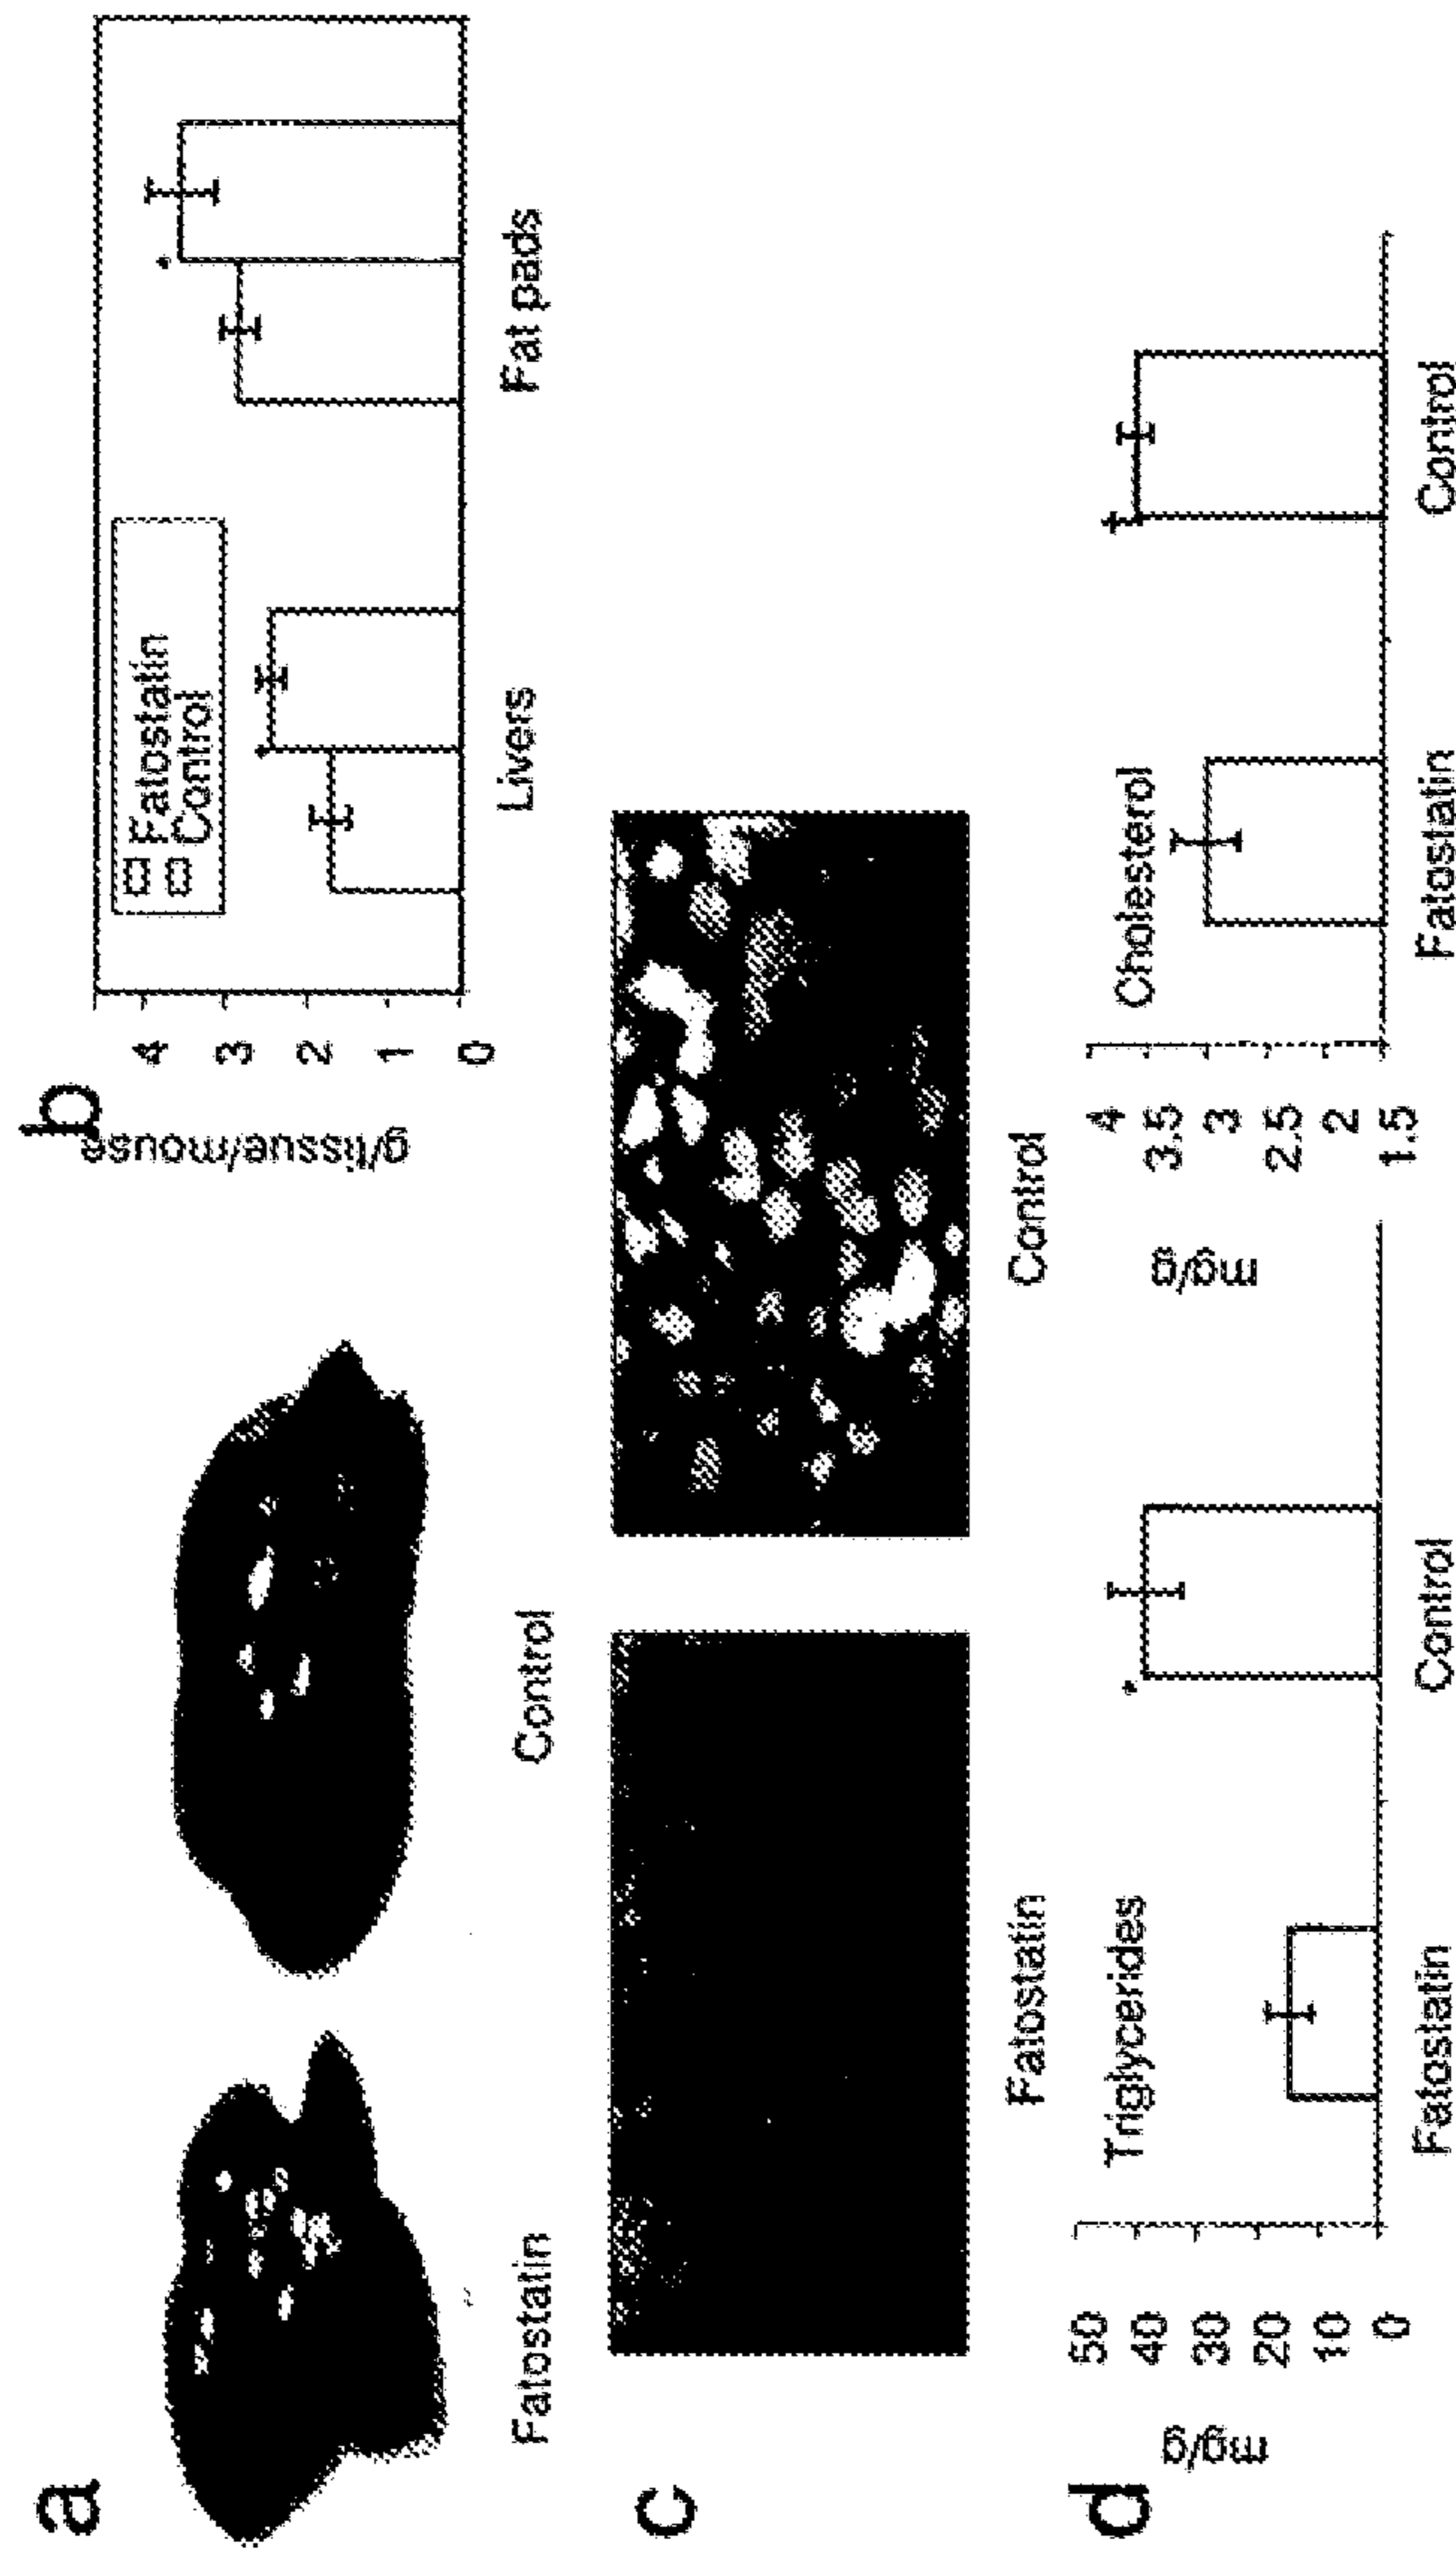 a
Fatostatin
Control
b
g/tissue/mouse
4
3
2
1
0
Fatostatin
Control
Livers
Fat pads
c
Fatostatin
Control
d
mg/g
50
40
30
20
10
0
Triglycerides
Fatostatin
Control
mg/g
4
3.5
3
2.5
2
1.5
Cholesterol
Fatostatin
Control